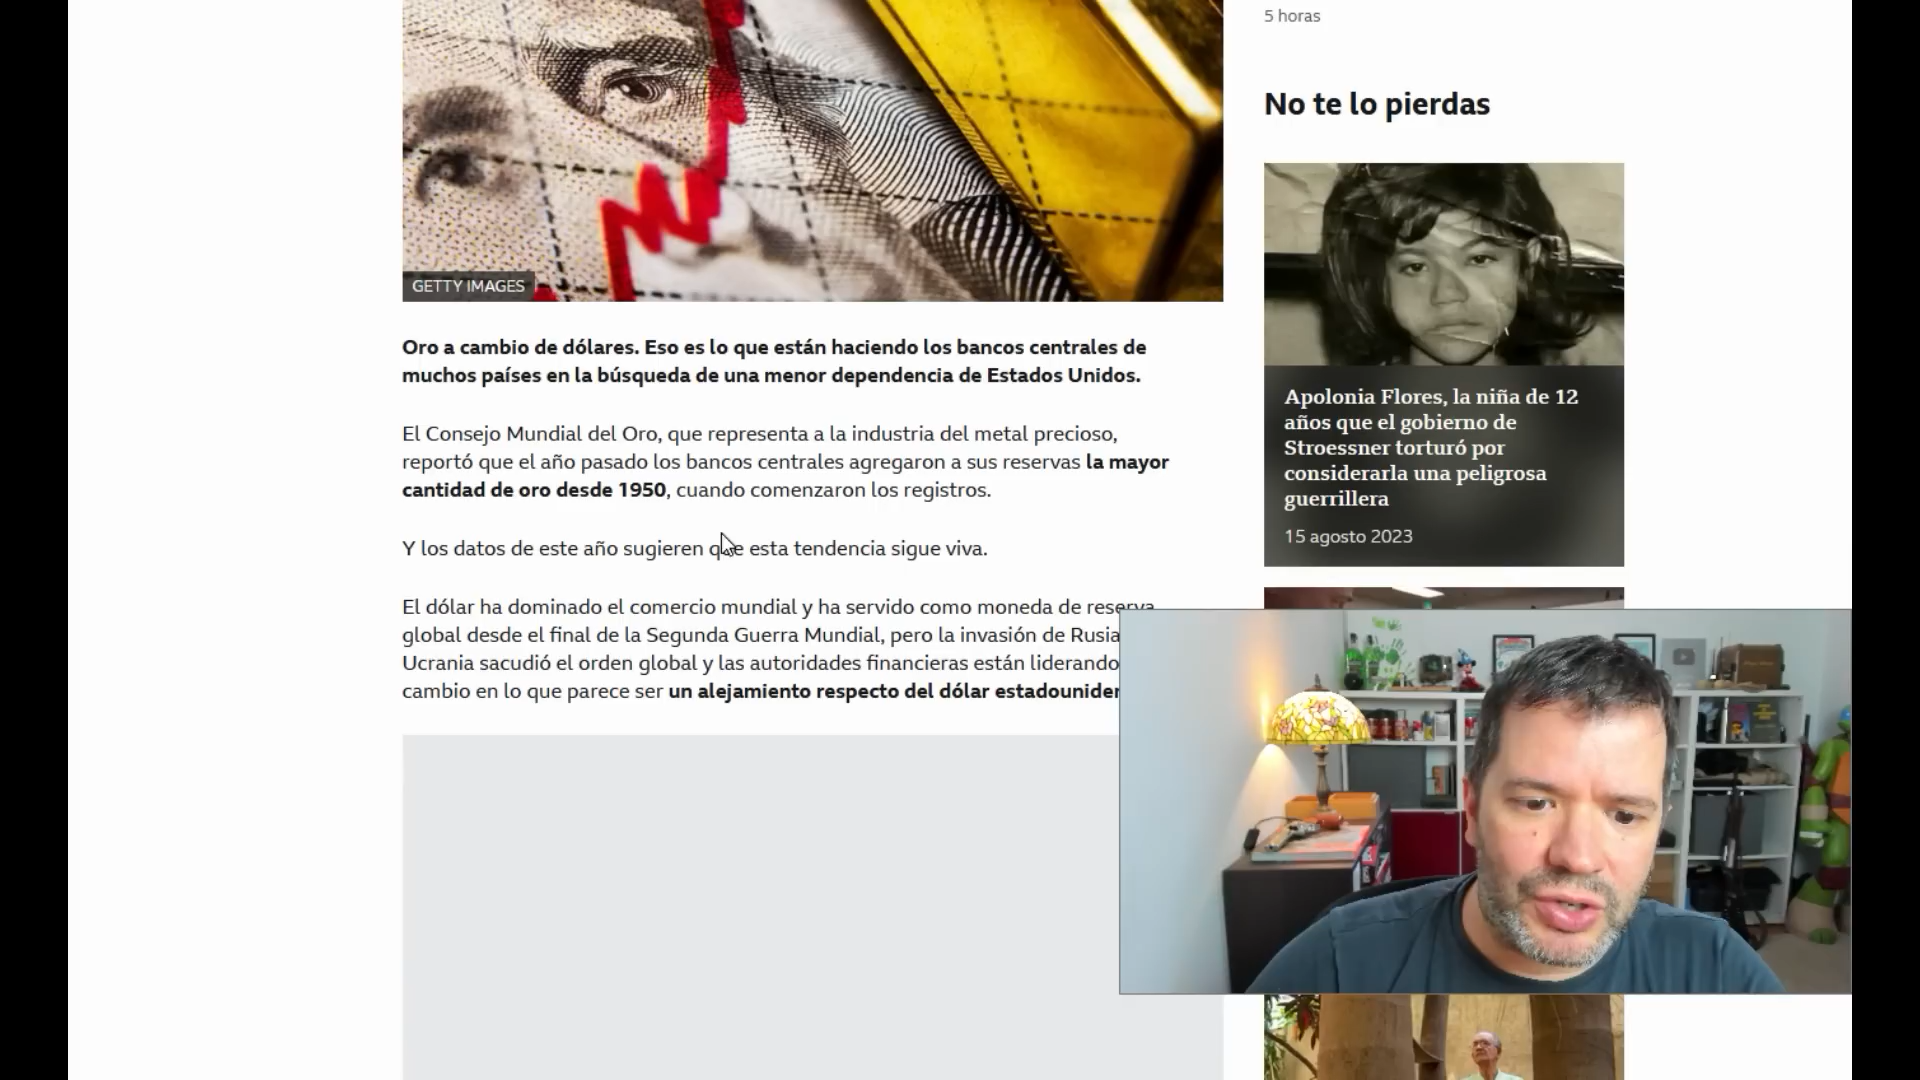 5 horas
No te lo pierdas
GETTY IMAGES
Oro a cambio de dólares. Eso es lo que están haciendo los bancos centrales de
muchos países en la búsqueda de una menor dependencia de Estados Unidos.
El Consejo Mundial del Oro, que representa a la industria del metal precioso,
reportó que el año pasado los bancos centrales agregaron a sus reservas la mayor
cantidad de oro desde 1950, cuando comenzaron los registros.
Y los datos de este año sugieren que esta tendencia sigue viva.
El dólar ha dominado el comercio mundial y ha servido como moneda de reserva
global desde el final de la Segunda Guerra Mundial, pero la invasión de Rusia
Ucrania sacudió el orden global y las autoridades financieras están liderando
cambio en lo que parece ser un alejamiento respecto del dólar
Apolonia Flores, la niña de 12
años que el gobierno de
Stroessner torturó por
considerarla una peligrosa
guerrillera
15 agosto 2023